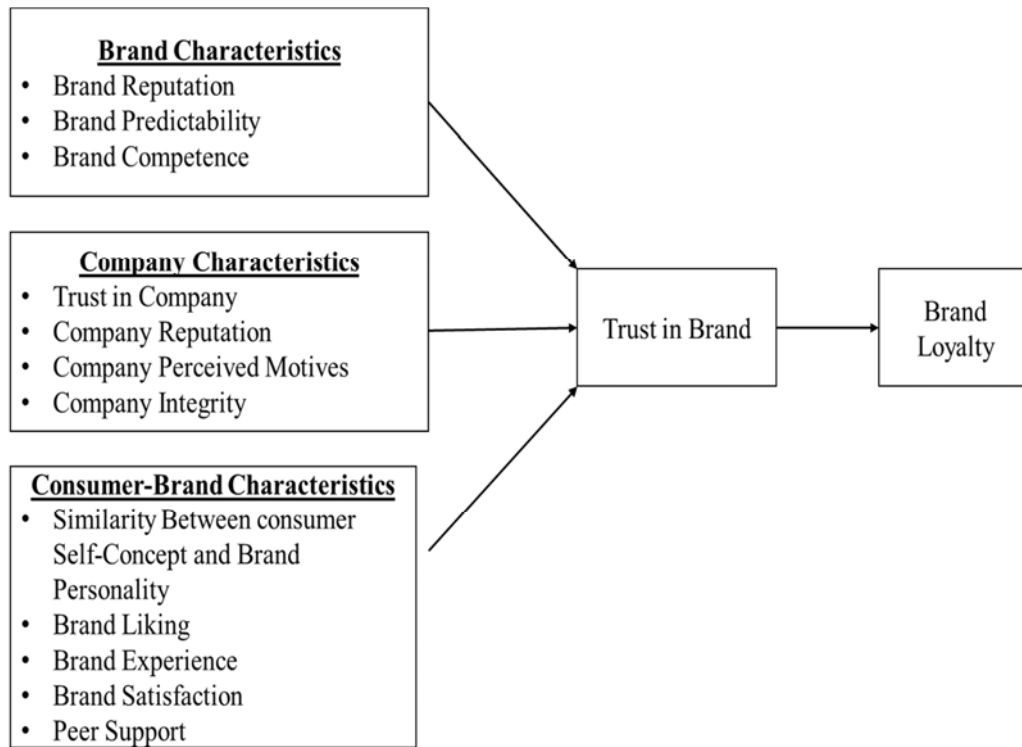 Brand Characteristics
• Brand Reputation
• Brand Predictability
• Brand Competence
Company Characteristics
• Trust in Company
• Company Reputation
• Company Perceived Motives
• Company Integrity
Consumer-Brand Characteristics
• Similarity Between consumer
Self-Concept and Brand
Personality
• Brand Liking
• Brand Experience
• Brand Satisfaction
• Peer Support
Trust in Brand
Brand
Loyalty